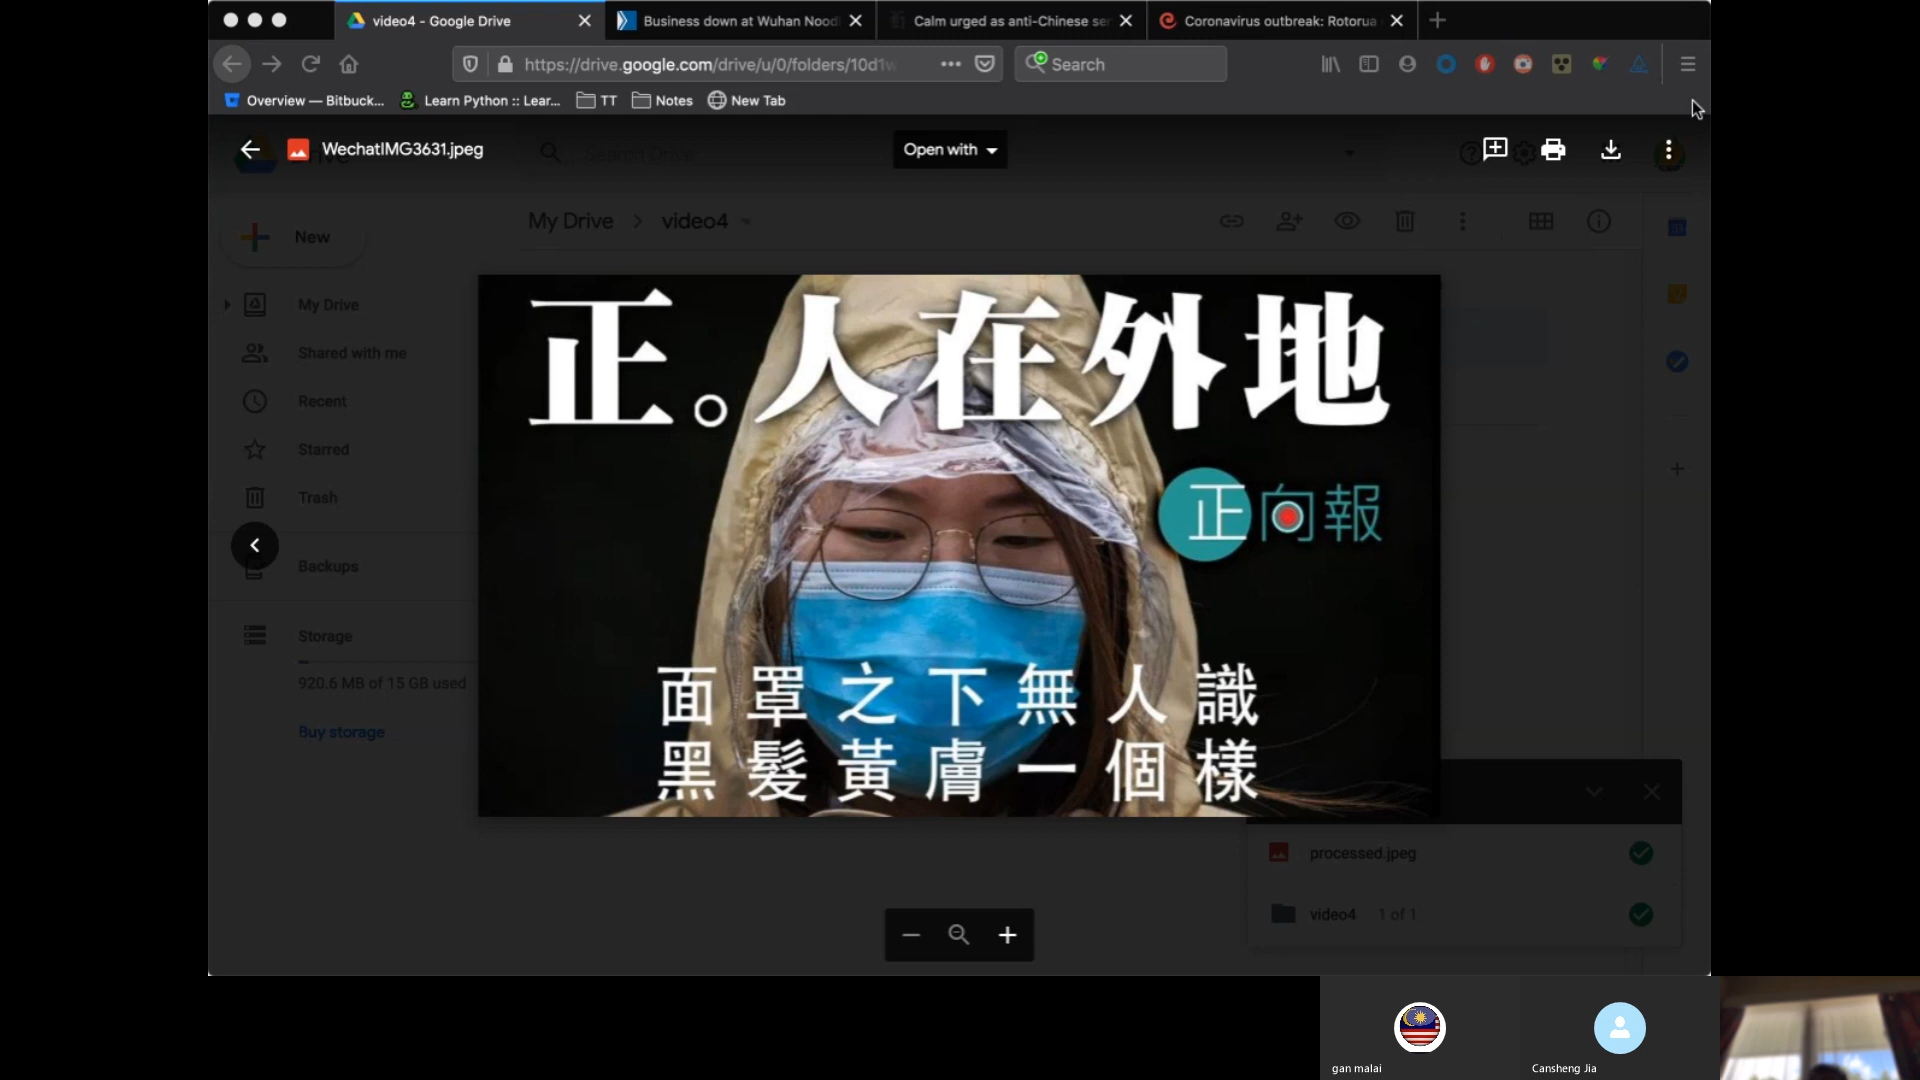 video4 - Google Drive
Business down at Wuhan Nood
Calm urged as anti-Chinese se
Coronavirus outbreak: Rotorua
https://drive.google.com/drive/u/0/folders/10d1
Search
Overview — Bitbuck...
Learn Python :: Lear...
TT
Notes
New Tab
WechatIMG3631.jpeg
Open with
Search Drive
My Drive
video4
New
My Drive
Shared with me
Recent
Starred
Trash
Backups
Storage
920.6 MB of 15 GB used
Buy storage
正。人在外地
正向報
面罩之下無人識
黑髮黃膚一個樣
processed.jpeg
video4 1 of 1
gan malai
Cansheng Jia